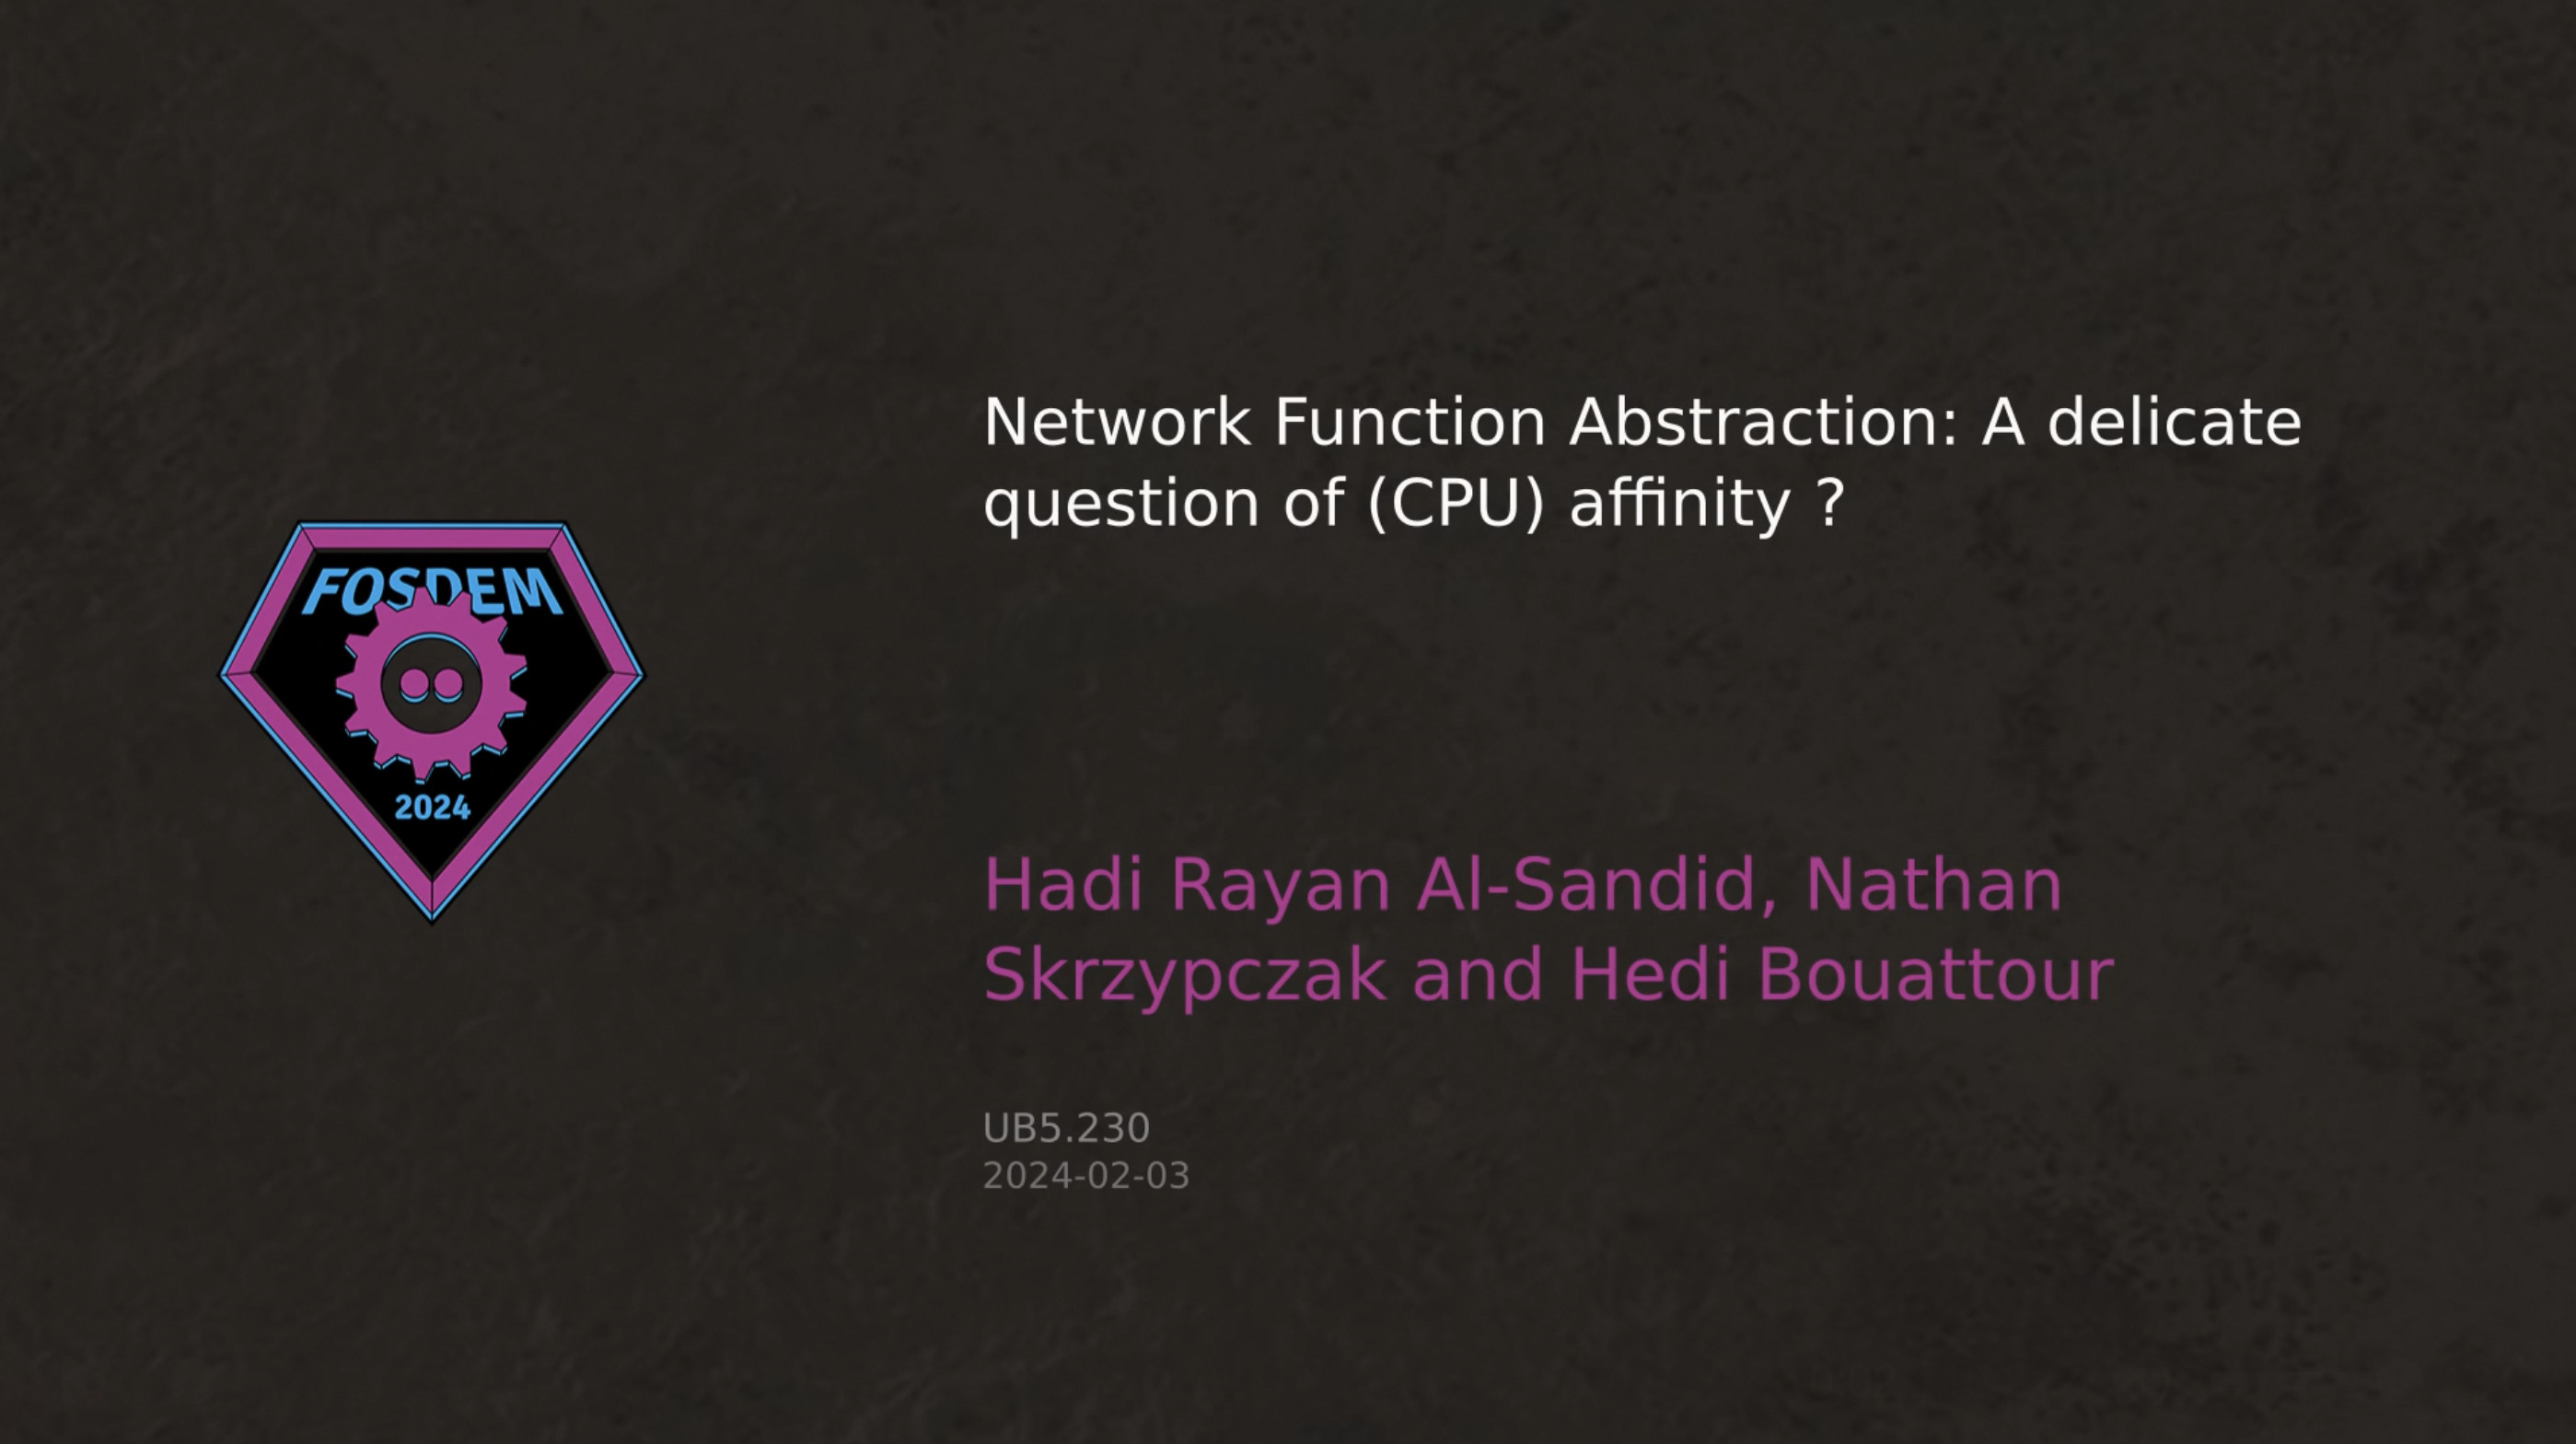 FOSDEM
2024
Network Function Abstraction: A delicate
question of (CPU) affinity ?
Hadi Rayan Al-Sandid, Nathan
Skrzypczak and Hedi Bouattour
UB5.230
2024-02-03